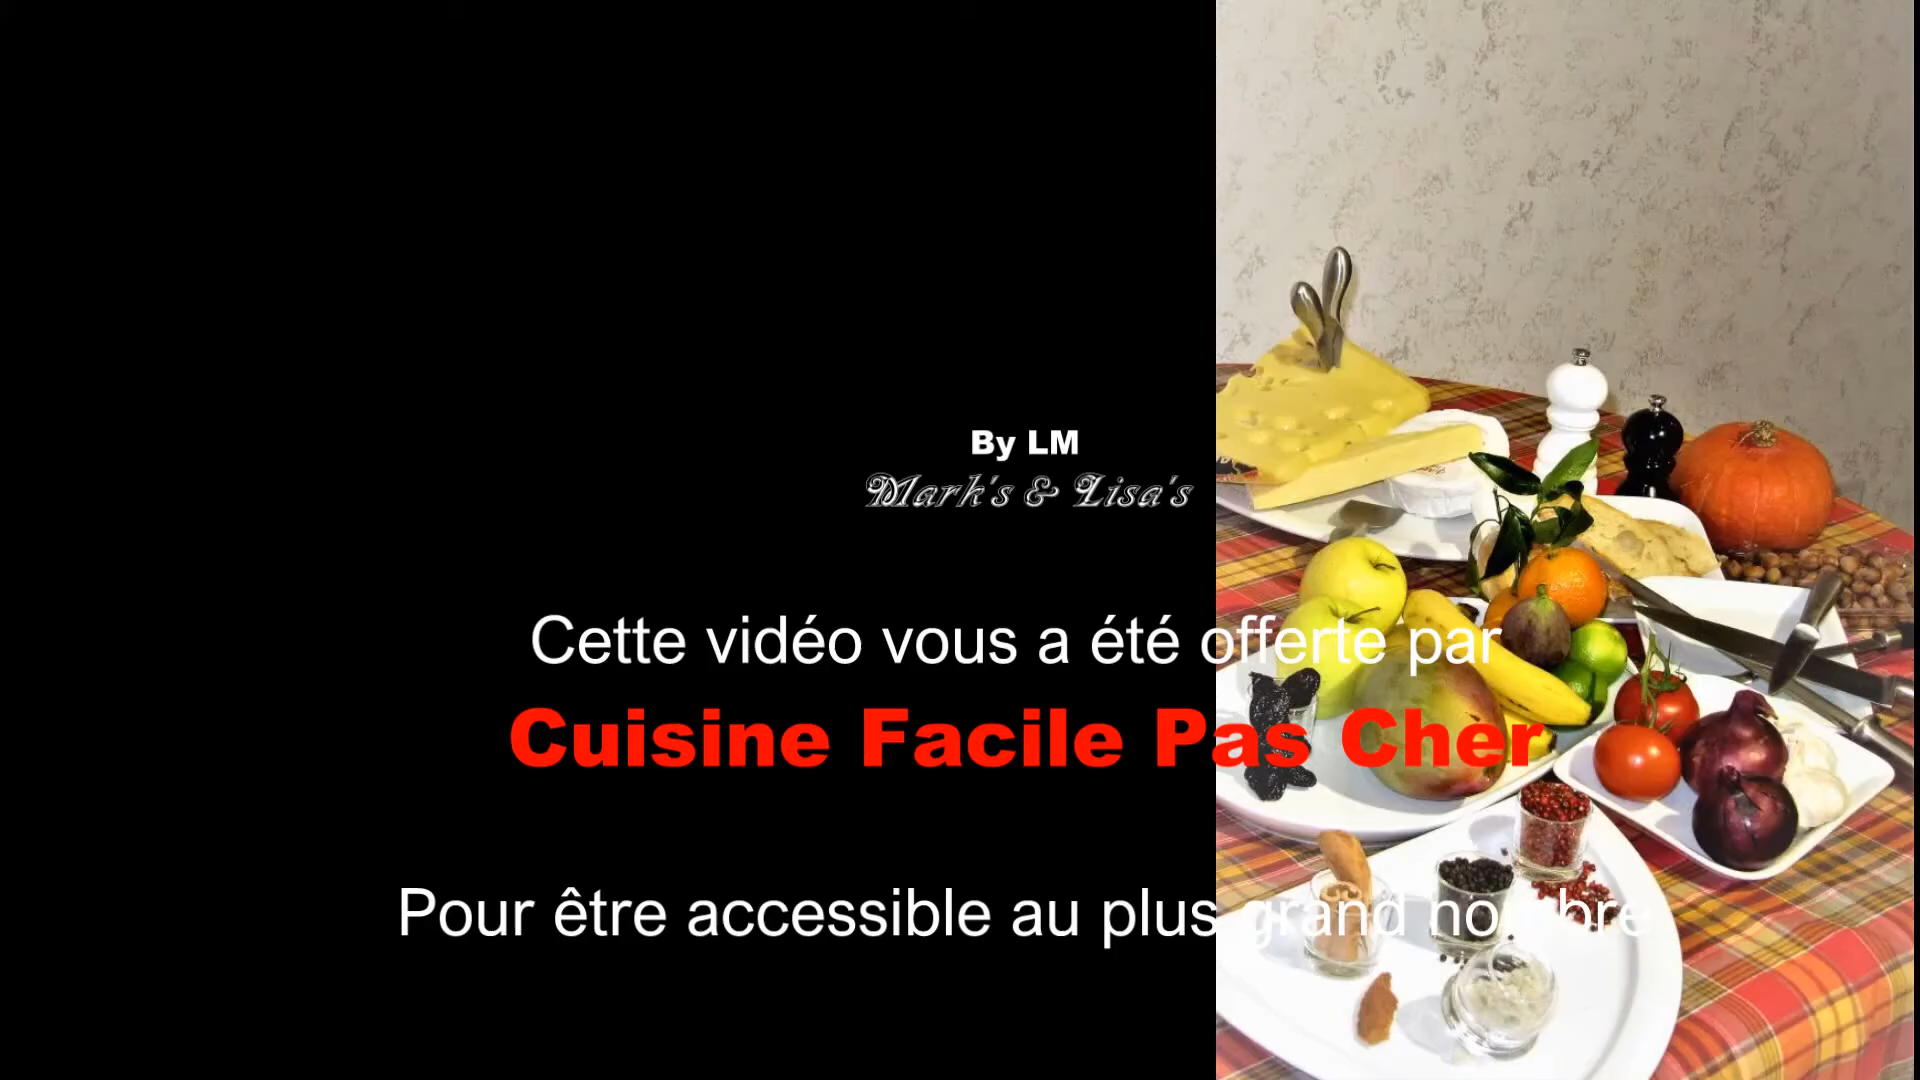 By LM
Mark's & Lisa's
Cette vidéo vous a été offerte par
Cuisine Facile Pas Cher
Pour être accessible au plus grand nombre